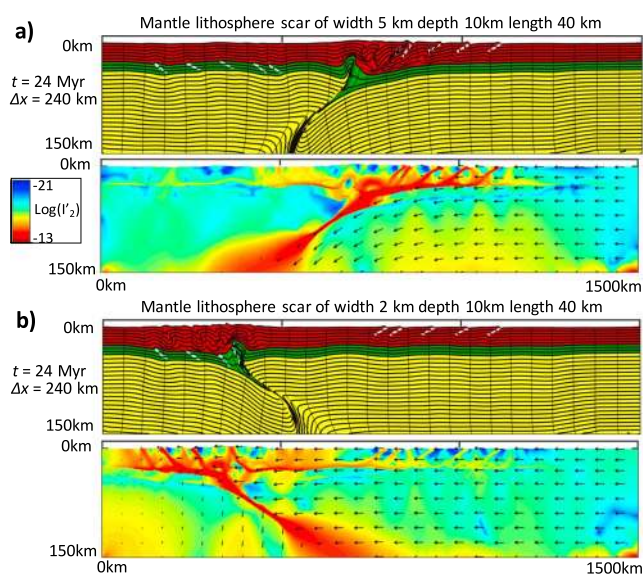 Mantle lithosphere scar of width 5 km depth 10km length 40 km
a)
0km
t = 24 Myr
Δx = 240 km
150km
0km
-21
Log(I'₂)
-13
150km
0km 1500km
Mantle lithosphere scar of width 2 km depth 10km length 40 km
b)
0km
t = 24 Myr
Δx = 240 km
150km
0km
150km
0km 1500km